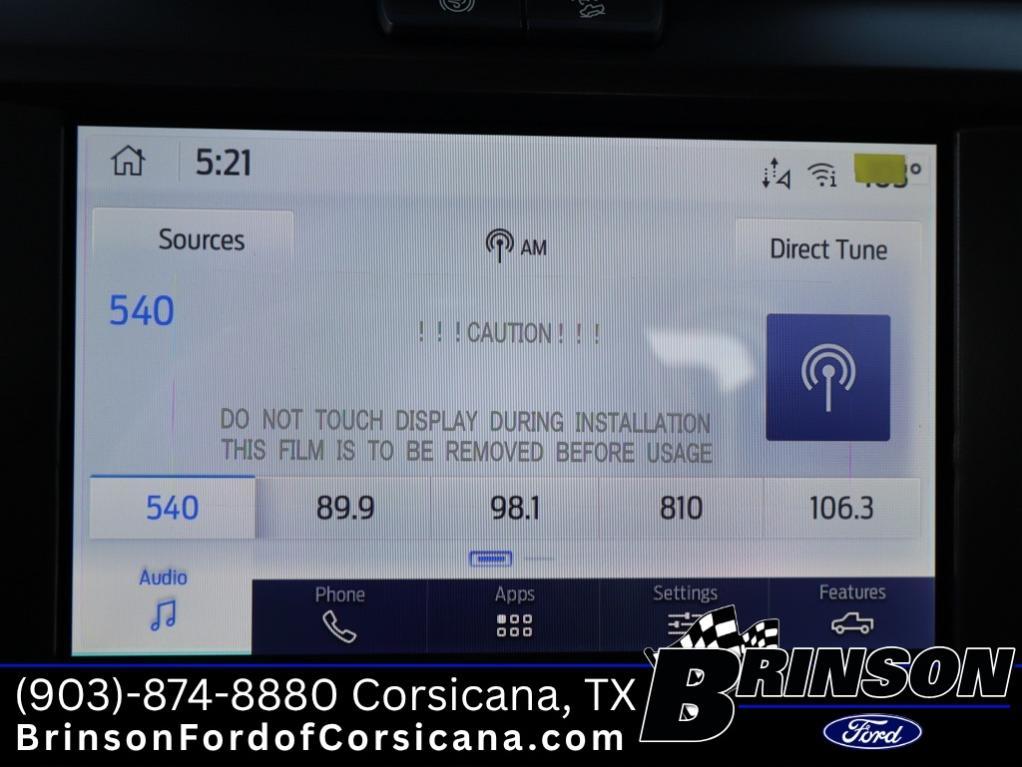 5:21
Sources
AM
Direct Tune
540
! ! ! CAUTION ! ! !
DO NOT TOUCH DISPLAY DURING INSTALLATION
THIS FILM IS TO BE REMOVED BEFORE USAGE
540 89.9 98.1 810 106.3
Audio Phone Apps Settings Features
(903)-874-8880 Corsicana, TX
BrinsonFordofCorsicana.com
BRINSON
Ford